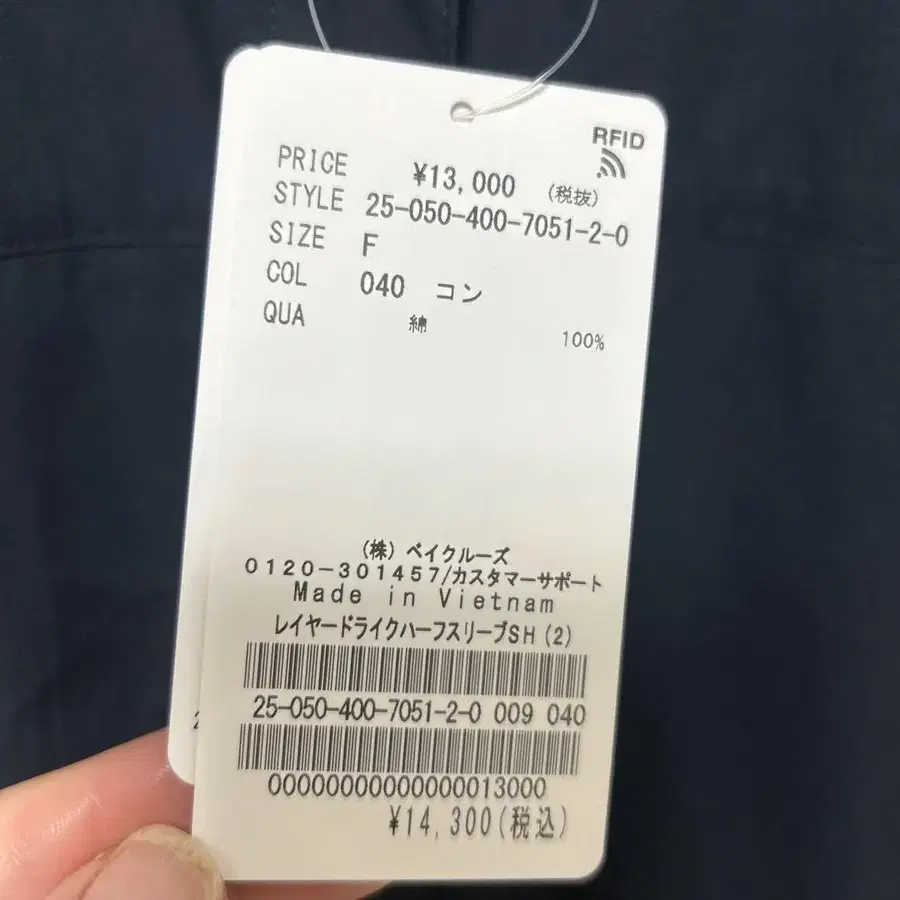 RFID
PRICE ¥13,000 (税抜)
STYLE 25-050-400-7051-2-0
SIZE F
COL 040 コン
QUA 綿 100%
(株) ベイクルーズ
0120-301457/カスタマーサポート
Made in Vietnam
レイヤードライクハーフスリーブSH (2)
25-050-400-7051-2-0 009 040
00000000000000013000
¥14,300(税込)
2